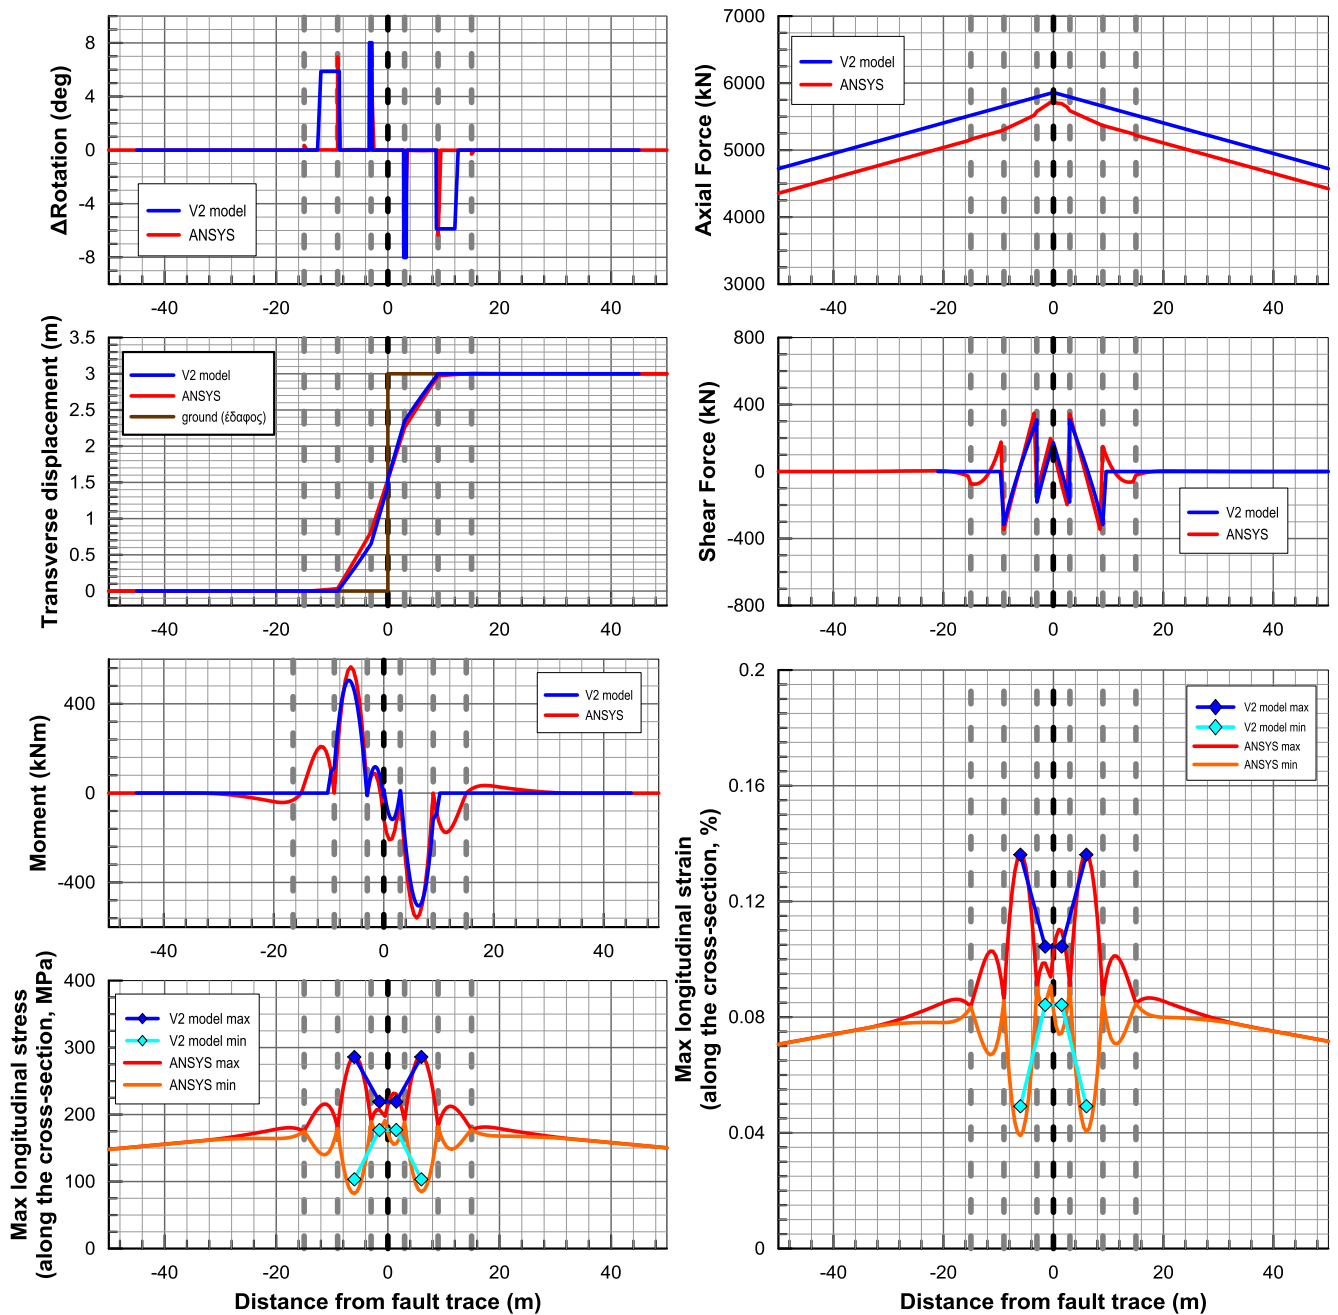 ΔRotation (deg)
8
4
0
-4
-8
V2 model
ANSYS
-40
-20
0
20
40
Axial Force (kN)
7000
6000
5000
4000
3000
V2 model
ANSYS
-40
-20
0
20
40
Transverse displacement (m)
3.5
3
2.5
2
1.5
1
0.5
0
V2 model
ANSYS
ground (έδαφος)
-40
-20
0
20
40
Shear Force (kN)
800
400
0
-400
-800
V2 model
ANSYS
-40
-20
0
20
40
Moment (kNm)
400
0
-400
V2 model
ANSYS
-40
-20
0
20
40
Max longitudinal stress
(along the cross-section, MPa)
400
300
200
100
0
V2 model max
V2 model min
ANSYS max
ANSYS min
-40
-20
0
20
40
Distance from fault trace (m)
Max longitudinal strain
(along the cross-section, %)
0.2
0.16
0.12
0.08
0.04
0
V2 model max
V2 model min
ANSYS max
ANSYS min
-40
-20
0
20
40
Distance from fault trace (m)